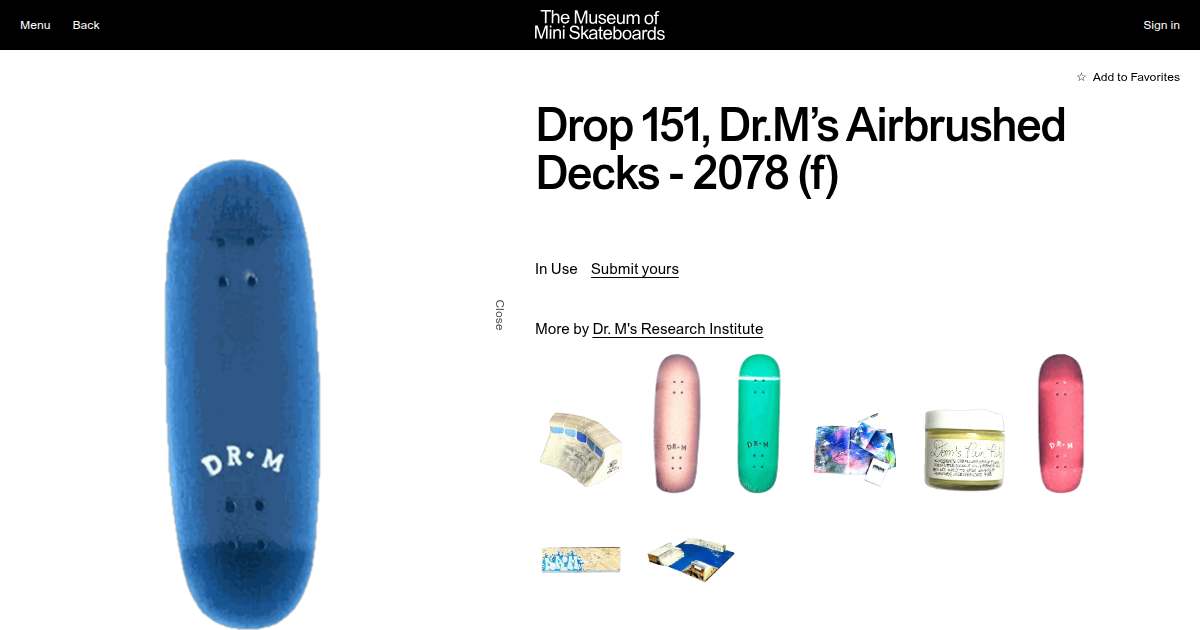 Menu
Back
The Museum of
Mini Skateboards
Sign in
☆ Add to Favorites
Drop 151, Dr.M’s Airbrushed
Decks - 2078 (f)
In Use
Submit yours
Close
More by Dr. M's Research Institute
DR·M
DR·M
DR·M
DR·M